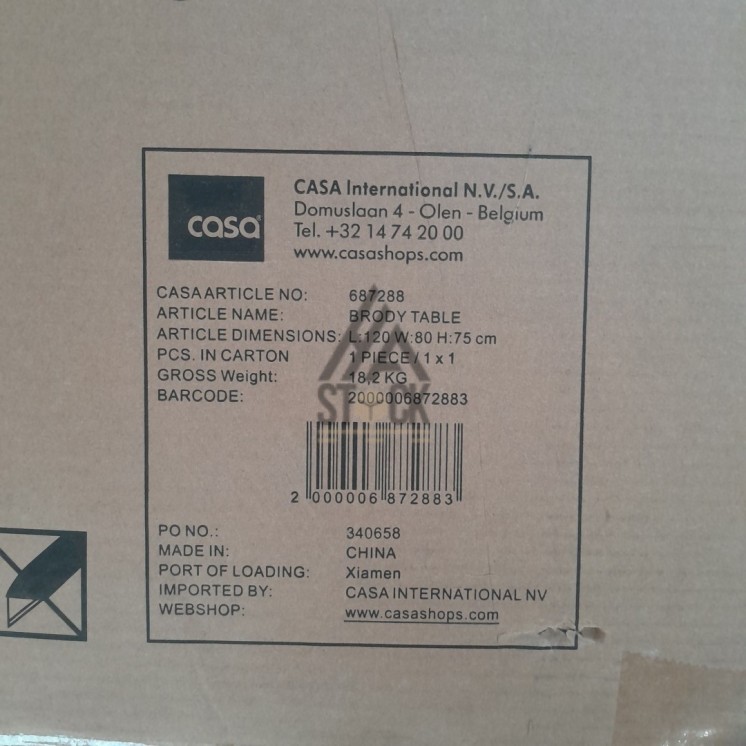 casa
CASA International N.V./S.A.
Domuslaan 4 - Olen - Belgium
Tel. +32 14 74 20 00
www.casashops.com
CASA ARTICLE NO: 687288
ARTICLE NAME: BRODY TABLE
ARTICLE DIMENSIONS: L:120 W:80 H:75 cm
PCS. IN CARTON 1 PIECE / 1 x 1
GROSS Weight: 18,2 KG
BARCODE: 2000006872883
STOCK
2 000006 872883
PO NO.: 340658
MADE IN: CHINA
PORT OF LOADING: Xiamen
IMPORTED BY: CASA INTERNATIONAL NV
WEBSHOP: www.casashops.com